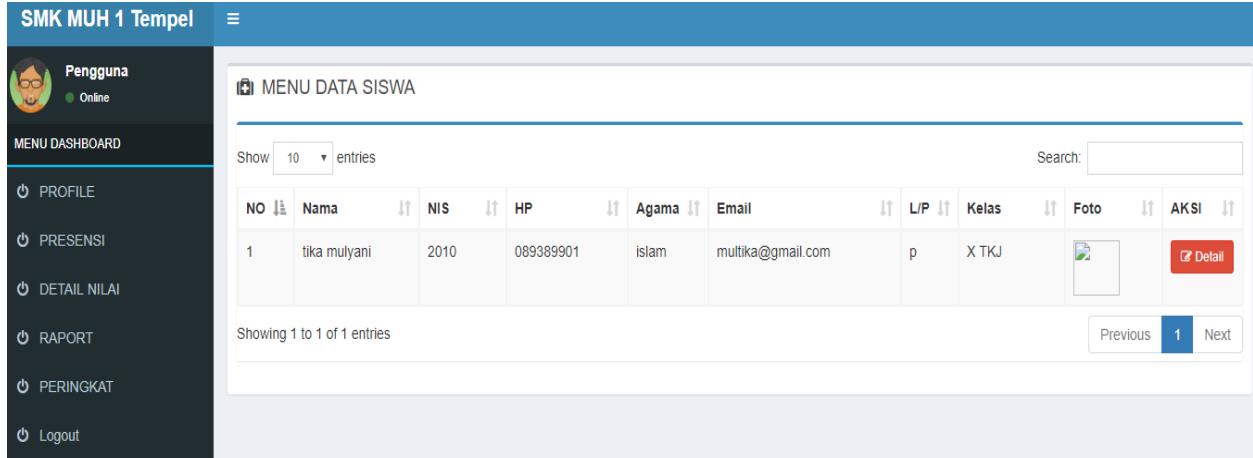 SMK MUH 1 Tempel
Pengguna
Online
MENU DASHBOARD
PROFILE
PRESENSI
DETAIL NILAI
RAPORT
PERINGKAT
Logout
MENU DATA SISWA
Show 10 entries
Search:
NO Nama NIS HP Agama Email L/P Kelas Foto AKSI
1 tika mulyani 2010 089389901 islam multika@gmail.com p X TKJ Detail
Showing 1 to 1 of 1 entries
Previous 1 Next